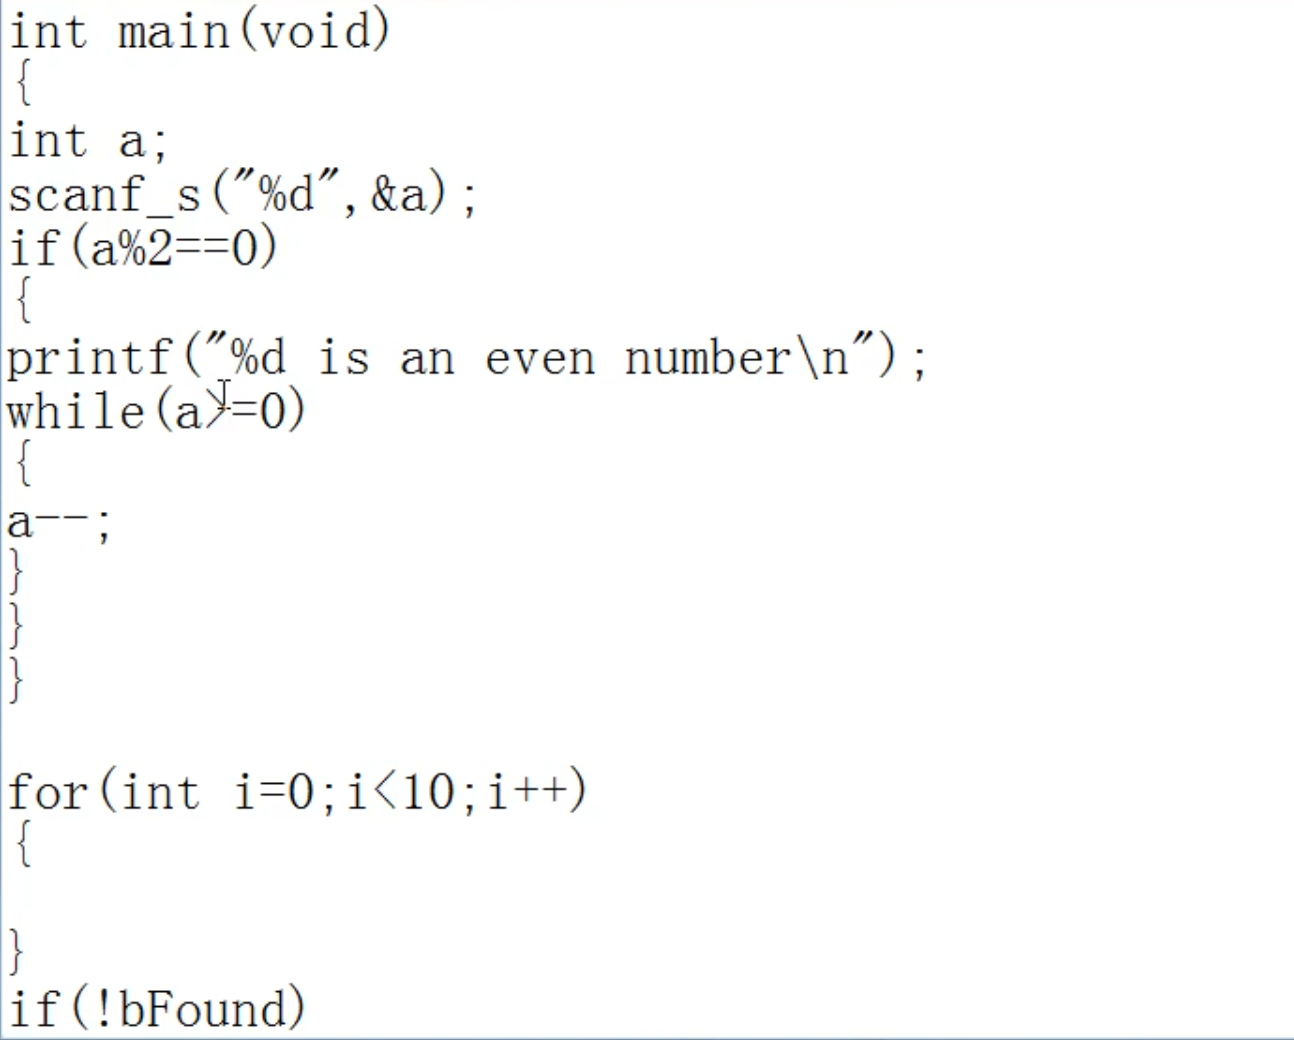 int main(void)
{
int a;
scanf_s("%d",&a);
if(a%2==0)
{
printf("%d is an even number\n");
while(a>=0)
{
a--;
}
}
}
for(int i=0;i<10;i++)
{
}
if(!bFound)